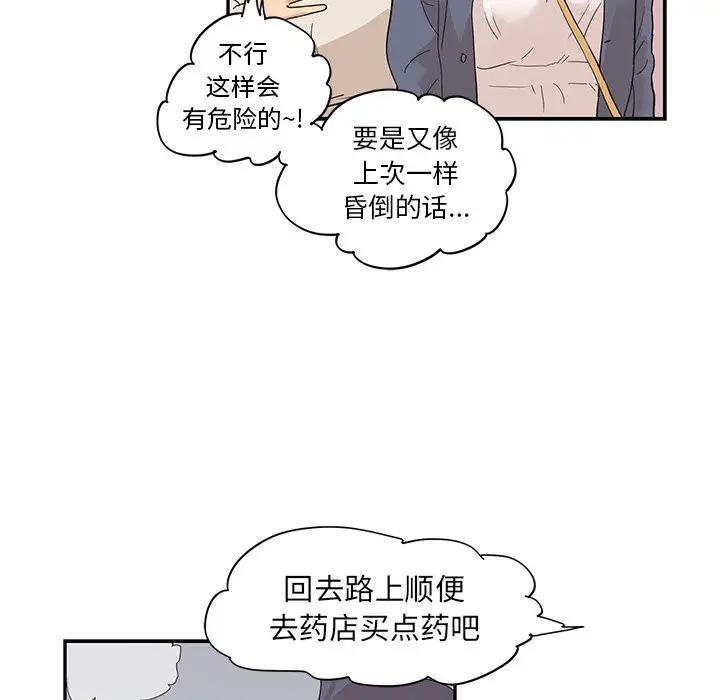 不行
这样会
有危险的~!
要是又像
上次一样
昏倒的话...
回去路上顺便
去药店买点药吧